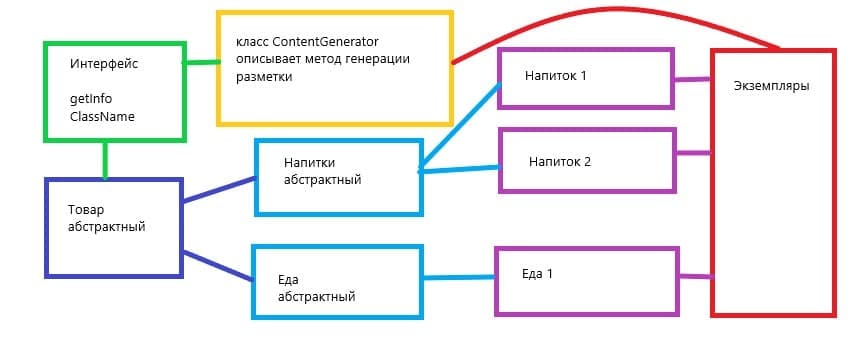 Интерфейс
getInfo
ClassName
класс ContentGenerator
описывает метод генерации
разметки
Напиток 1
Экземпляры
Напитки
абстрактный
Напиток 2
Товар
абстрактный
Еда
абстрактный
Еда 1